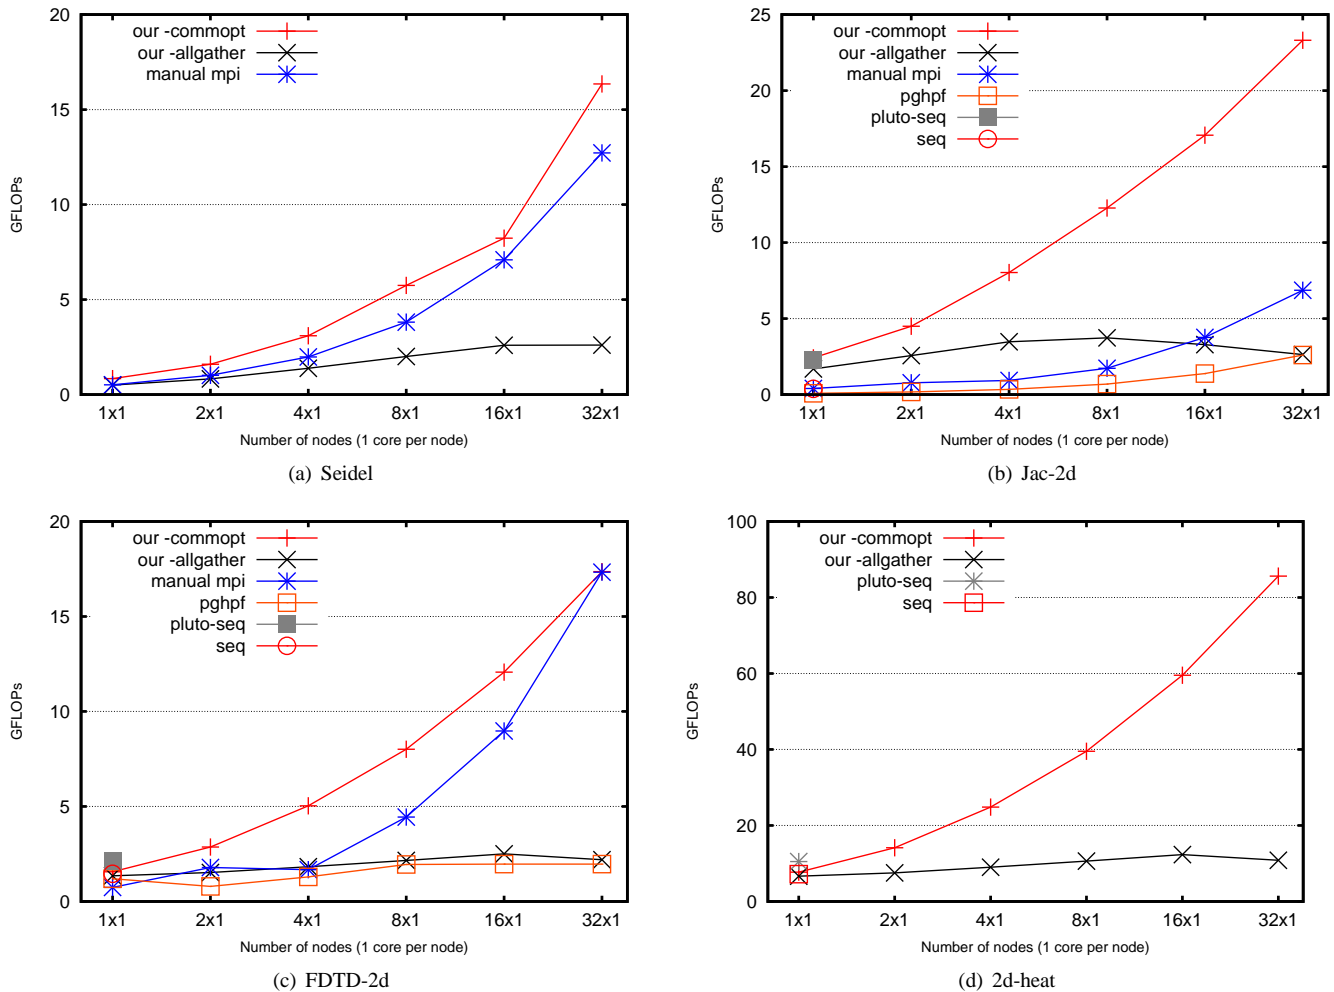 20
15
10
5
0
GFLOPs
our -commopt
our -allgather
manual mpi
1x1 2x1 4x1 8x1 16x1 32x1
Number of nodes (1 core per node)
(a) Seidel
25
20
15
10
5
0
GFLOPs
our -commopt
our -allgather
manual mpi
pghpf
pluto-seq
seq
1x1 2x1 4x1 8x1 16x1 32x1
Number of nodes (1 core per node)
(b) Jac-2d
20
15
10
5
0
GFLOPs
our -commopt
our -allgather
manual mpi
pghpf
pluto-seq
seq
1x1 2x1 4x1 8x1 16x1 32x1
Number of nodes (1 core per node)
(c) FDTD-2d
100
80
60
40
20
0
GFLOPs
our -commopt
our -allgather
pluto-seq
seq
1x1 2x1 4x1 8x1 16x1 32x1
Number of nodes (1 core per node)
(d) 2d-heat